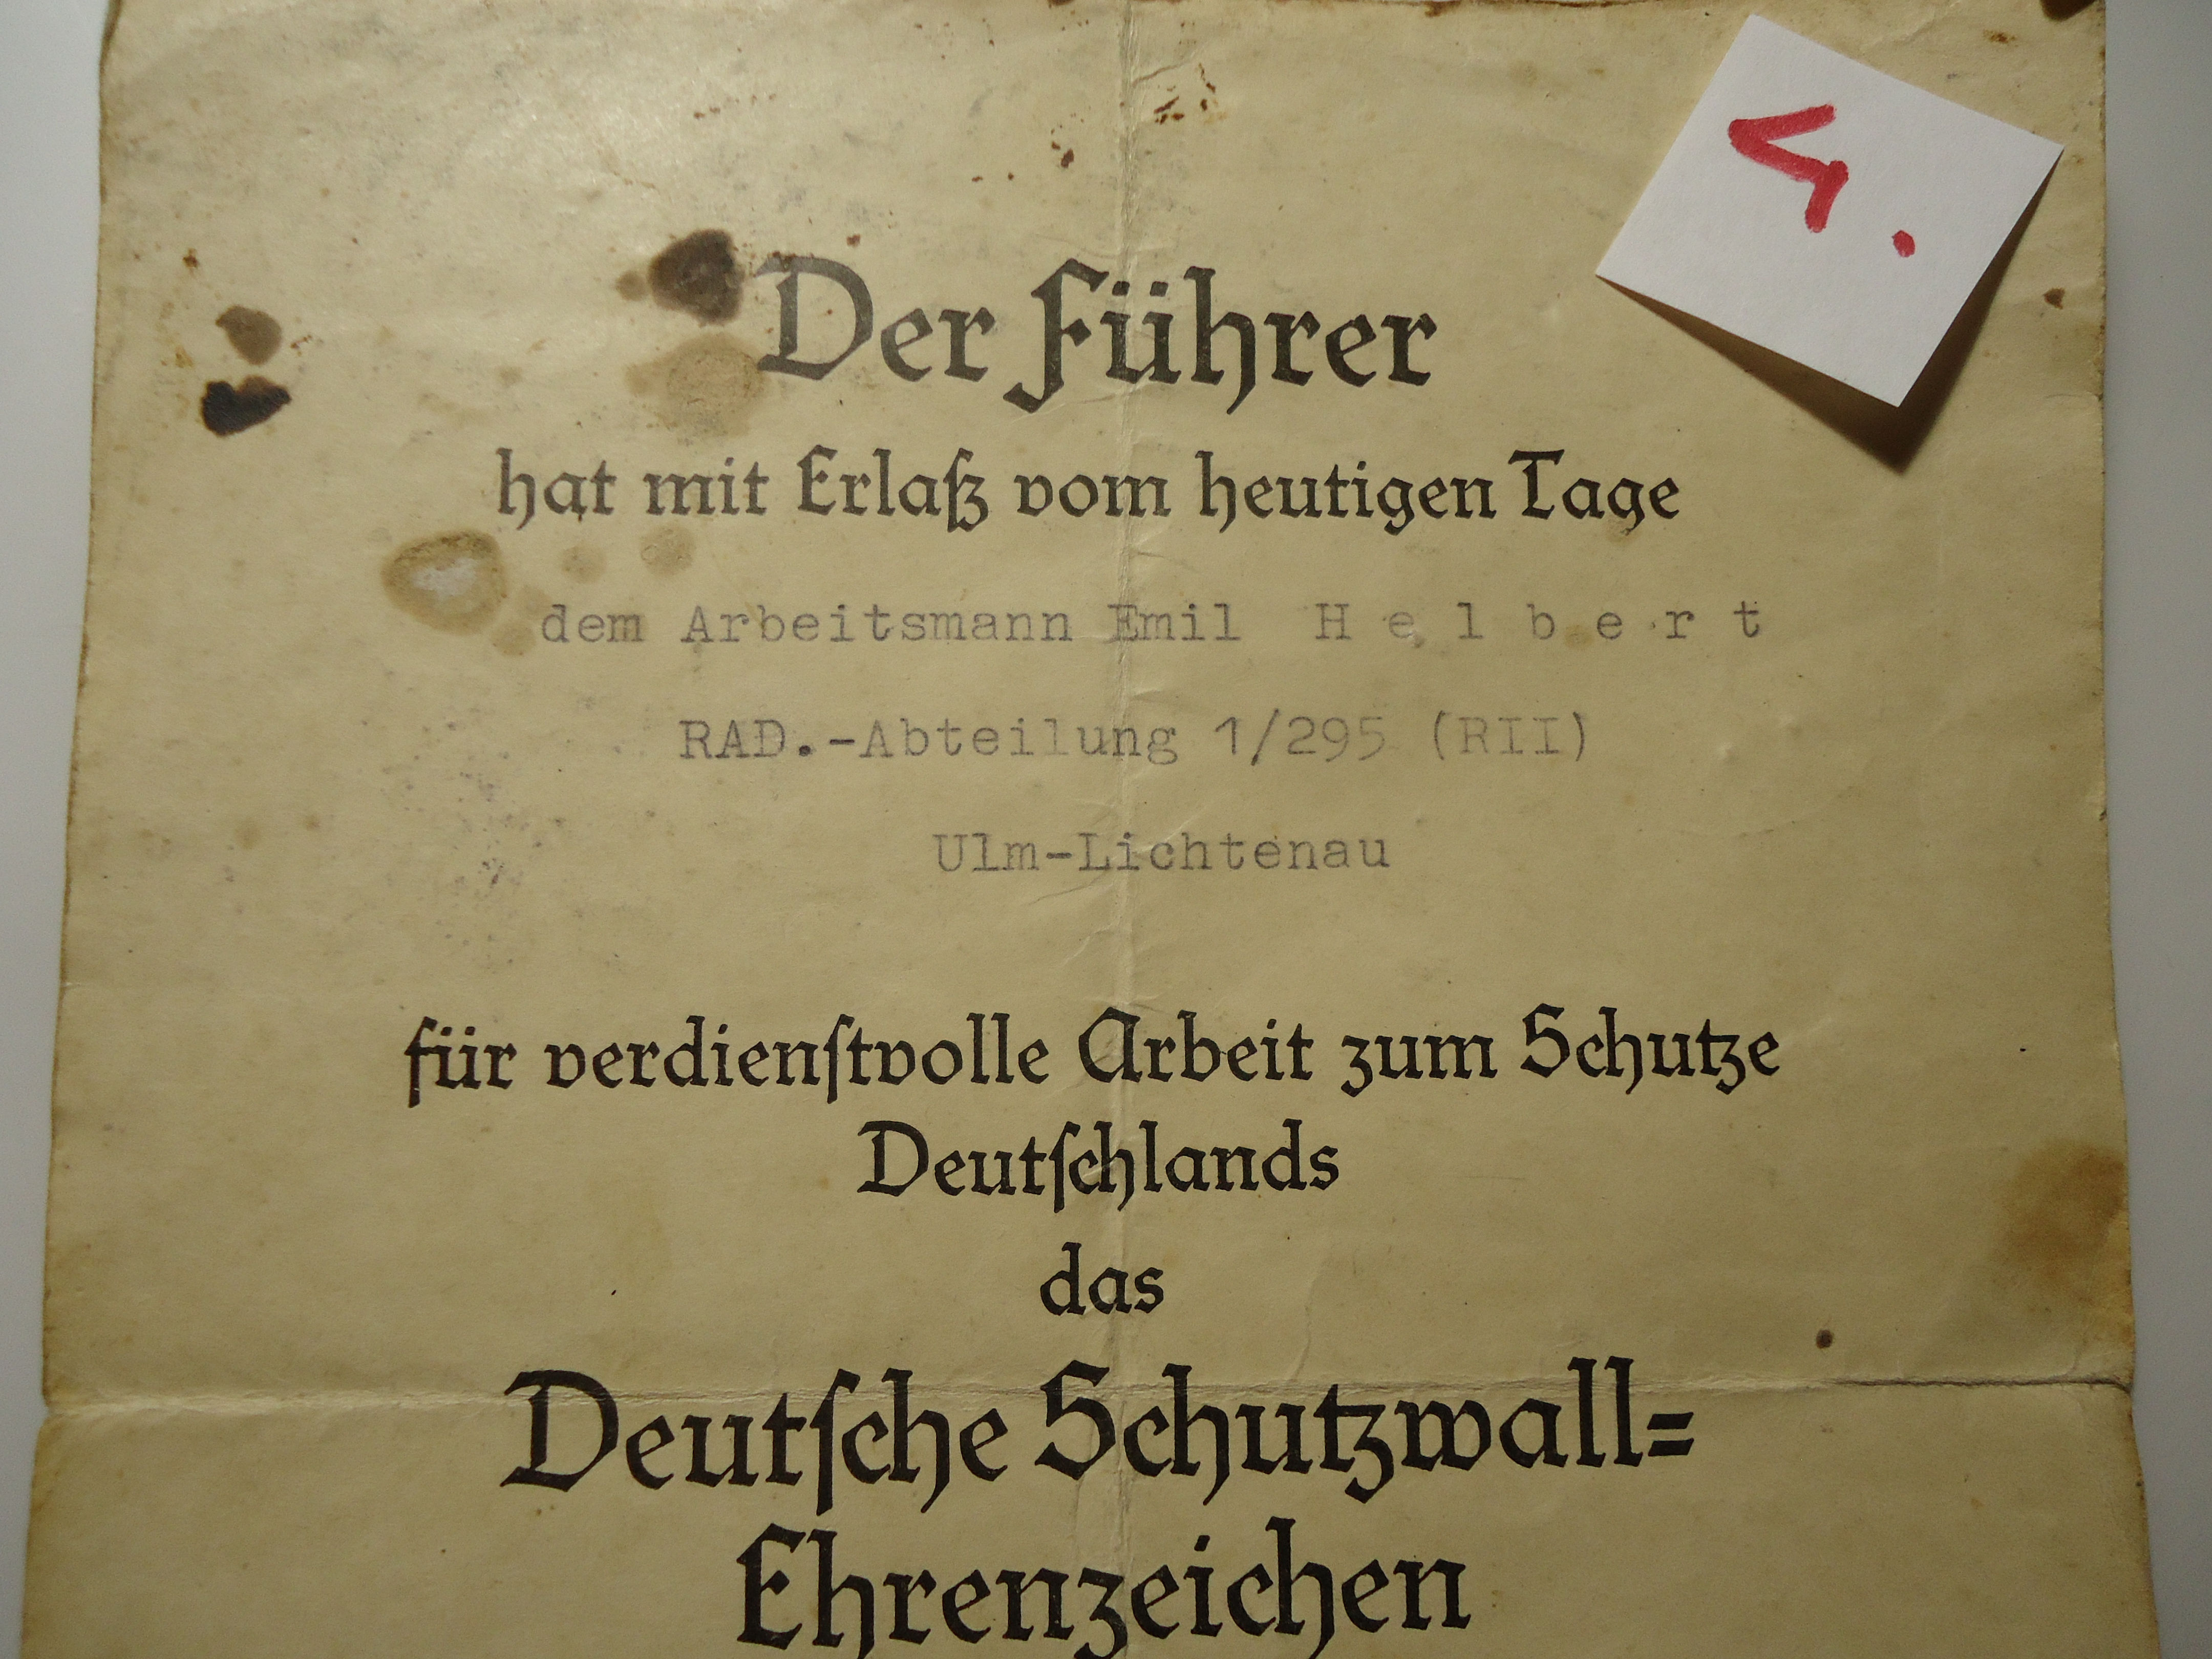 4.
Der Führer
hat mit Erlaß vom heutigen Tage
dem Arbeitsmann Emil H e l b e r t
RAD.-Abteilung 1/295 (RII)
Ulm-Lichtenau
für verdienſtvolle Arbeit zum Schutze
Deutſchlands
das
Deutſche Schutzwall=
Ehrenzeichen